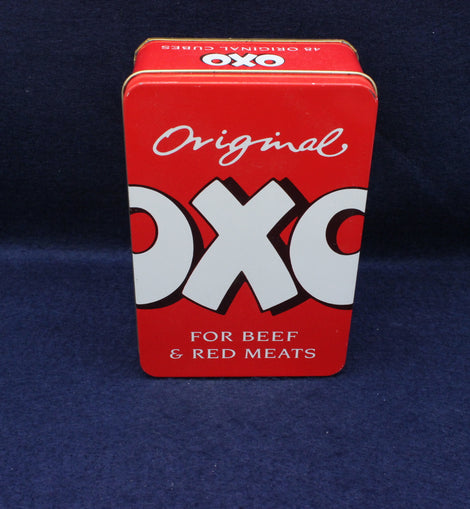 48 ORIGINAL CUBES
OXO
Original
OXO
FOR BEEF
& RED MEATS